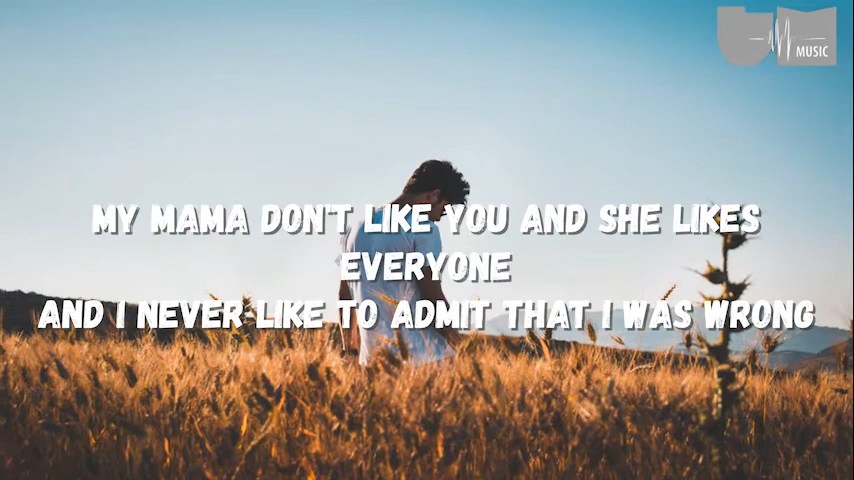 MUSIC
MY MAMA DON'T LIKE YOU AND SHE LIKES
EVERYONE
AND I NEVER LIKE TO ADMIT THAT I WAS WRONG